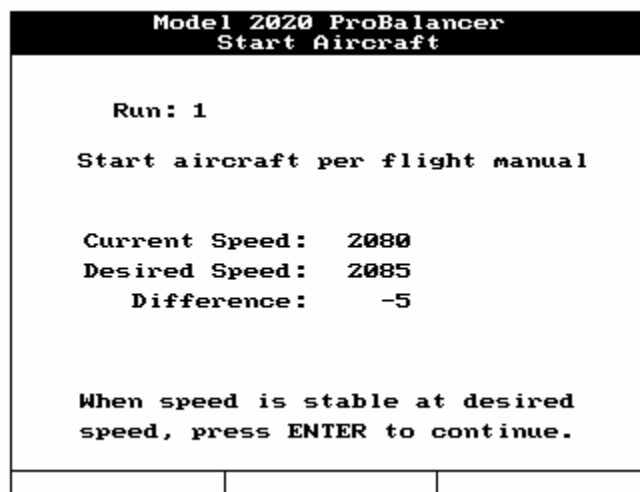 Model 2020 ProBalancer
Start Aircraft
Run: 1
Start aircraft per flight manual
Current Speed: 2080
Desired Speed: 2085
Difference: -5
When speed is stable at desired
speed, press ENTER to continue.